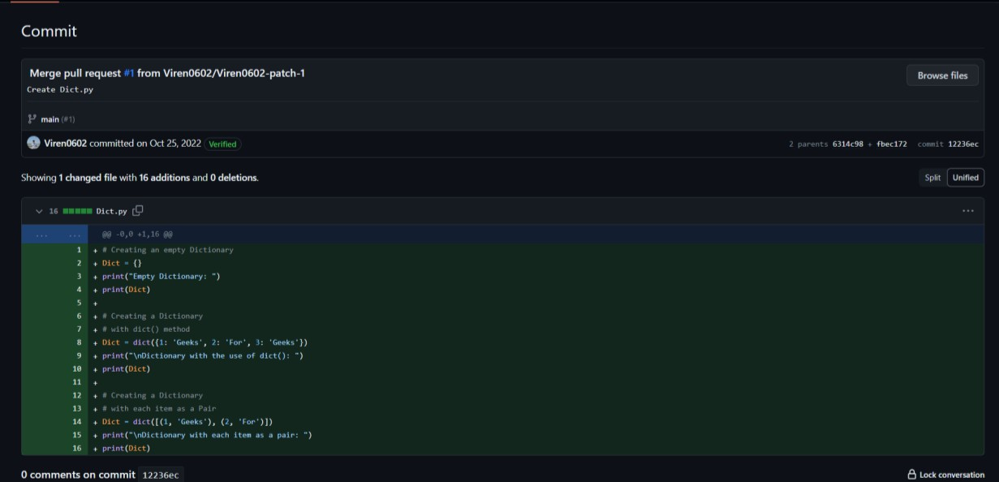 Commit
Merge pull request #1 from Viren0602/Viren0602-patch-1
Browse files
Create Dict.py
main (#1)
Viren0602 committed on Oct 25, 2022 Verified
2 parents 6314c98 + fbec172 commit 12236ec
Showing 1 changed file with 16 additions and 0 deletions.
Split Unified
16 Dict.py
... ... @@ -0,0 +1,16 @@
1 + # Creating an empty Dictionary
2 + Dict = {}
3 + print("Empty Dictionary: ")
4 + print(Dict)
5 +
6 + # Creating a Dictionary
7 + # with dict() method
8 + Dict = dict({1: 'Geeks', 2: 'For', 3: 'Geeks'})
9 + print("\nDictionary with the use of dict(): ")
10 + print(Dict)
11 +
12 + # Creating a Dictionary
13 + # with each item as a Pair
14 + Dict = dict([(1, 'Geeks'), (2, 'For')])
15 + print("\nDictionary with each item as a pair: ")
16 + print(Dict)
0 comments on commit 12236ec
Lock conversation